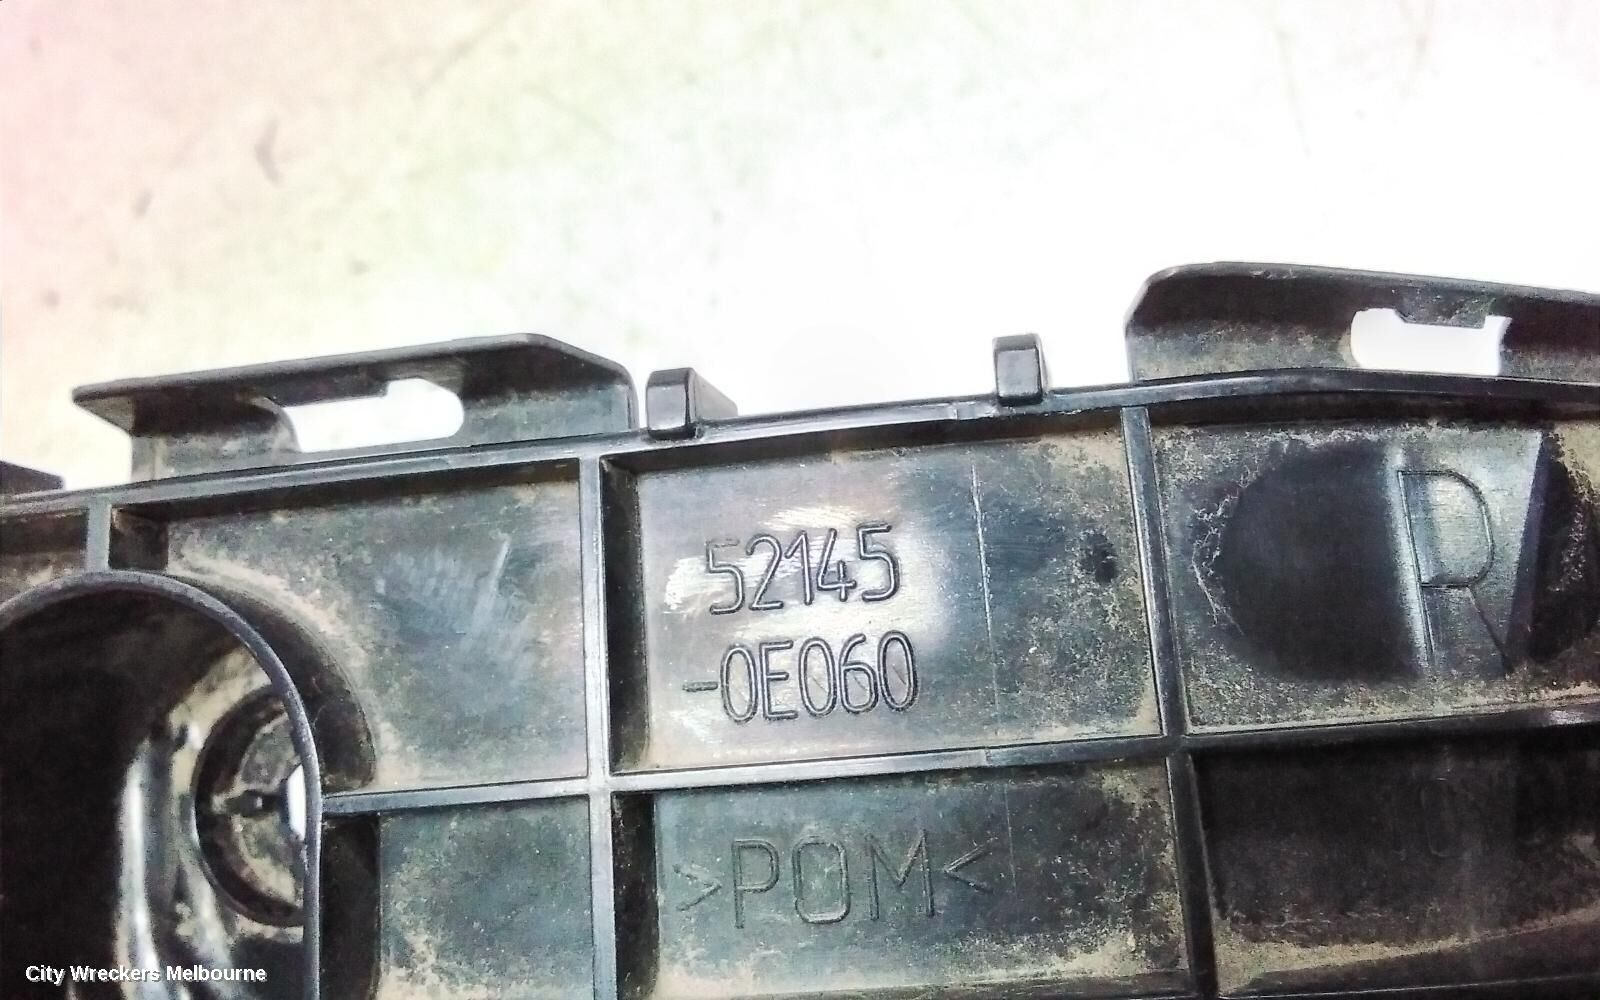 52145
-0E060
R
>POM<
City Wreckers Melbourne